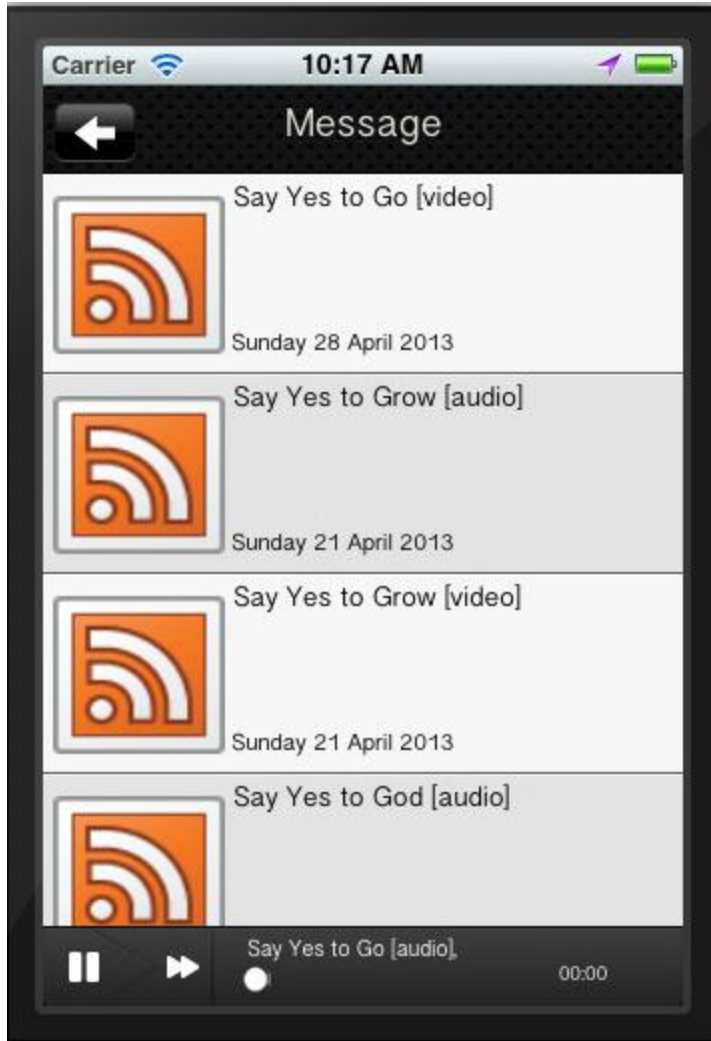 Carrier 10:17 AM
Message
Say Yes to Go [video]
Sunday 28 April 2013
Say Yes to Grow [audio]
Sunday 21 April 2013
Say Yes to Grow [video]
Sunday 21 April 2013
Say Yes to God [audio]
Say Yes to Go [audio],
00:00